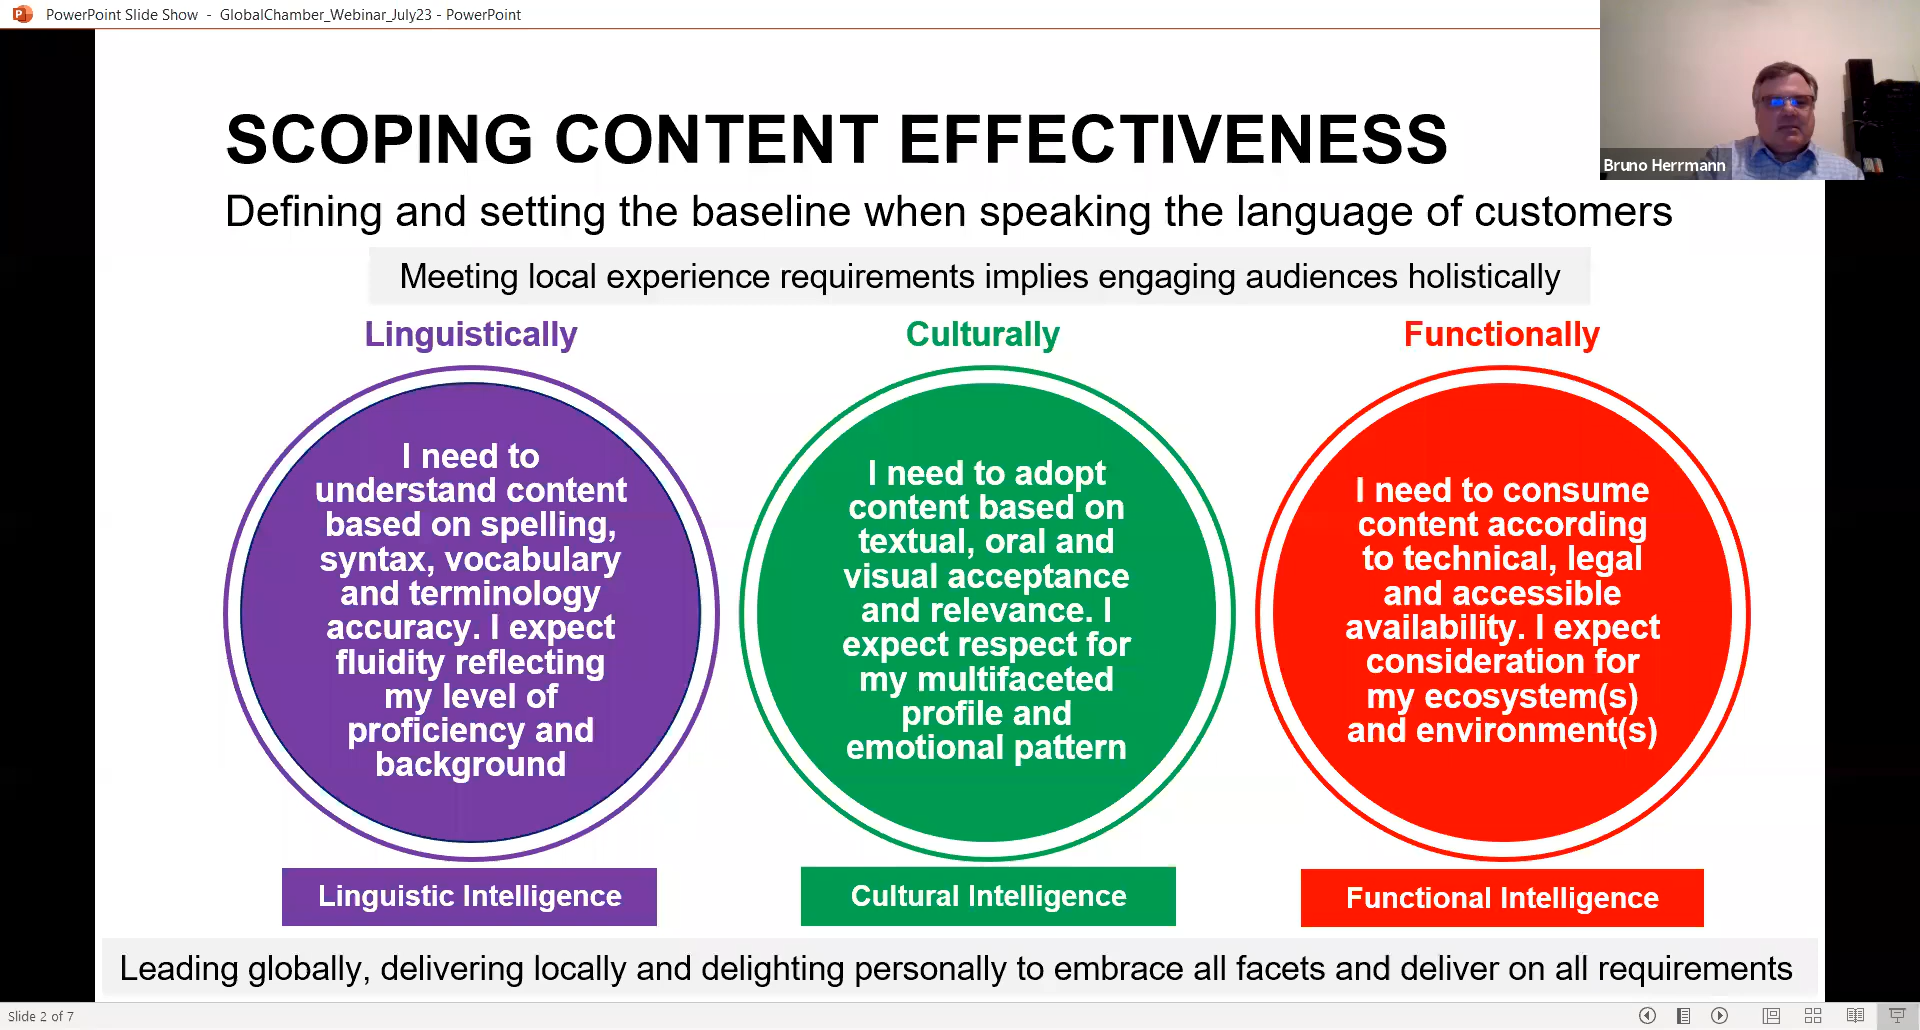 PowerPoint Slide Show - GlobalChamber_Webinar_July23 - PowerPoint
Bruno Herrmann
SCOPING CONTENT EFFECTIVENESS
Defining and setting the baseline when speaking the language of customers
Meeting local experience requirements implies engaging audiences holistically
Linguistically
I need to
understand content
based on spelling,
syntax, vocabulary
and terminology
accuracy. I expect
fluidity reflecting
my level of
proficiency and
background
Linguistic Intelligence
Culturally
I need to adopt
content based on
textual, oral and
visual acceptance
and relevance. I
expect respect for
my multifaceted
profile and
emotional pattern
Cultural Intelligence
Functionally
I need to consume
content according
to technical, legal
and accessible
availability. I expect
consideration for
my ecosystem(s)
and environment(s)
Functional Intelligence
Leading globally, delivering locally and delighting personally to embrace all facets and deliver on all requirements
Slide 2 of 7